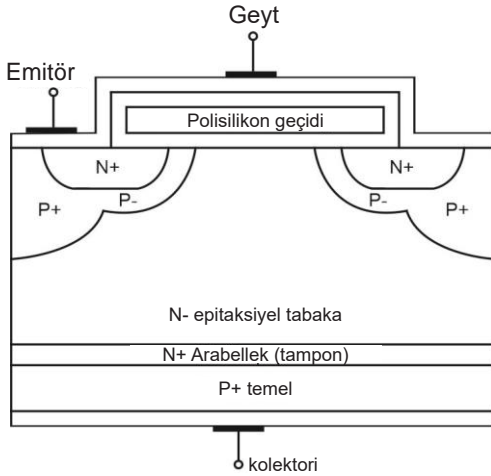 Geyt
Emitör
Polisilikon geçidi
N+
N+
P+
P-
P-
P+
N- epitaksiyel tabaka
N+ Arabellek (tampon)
P+ temel
kolektori